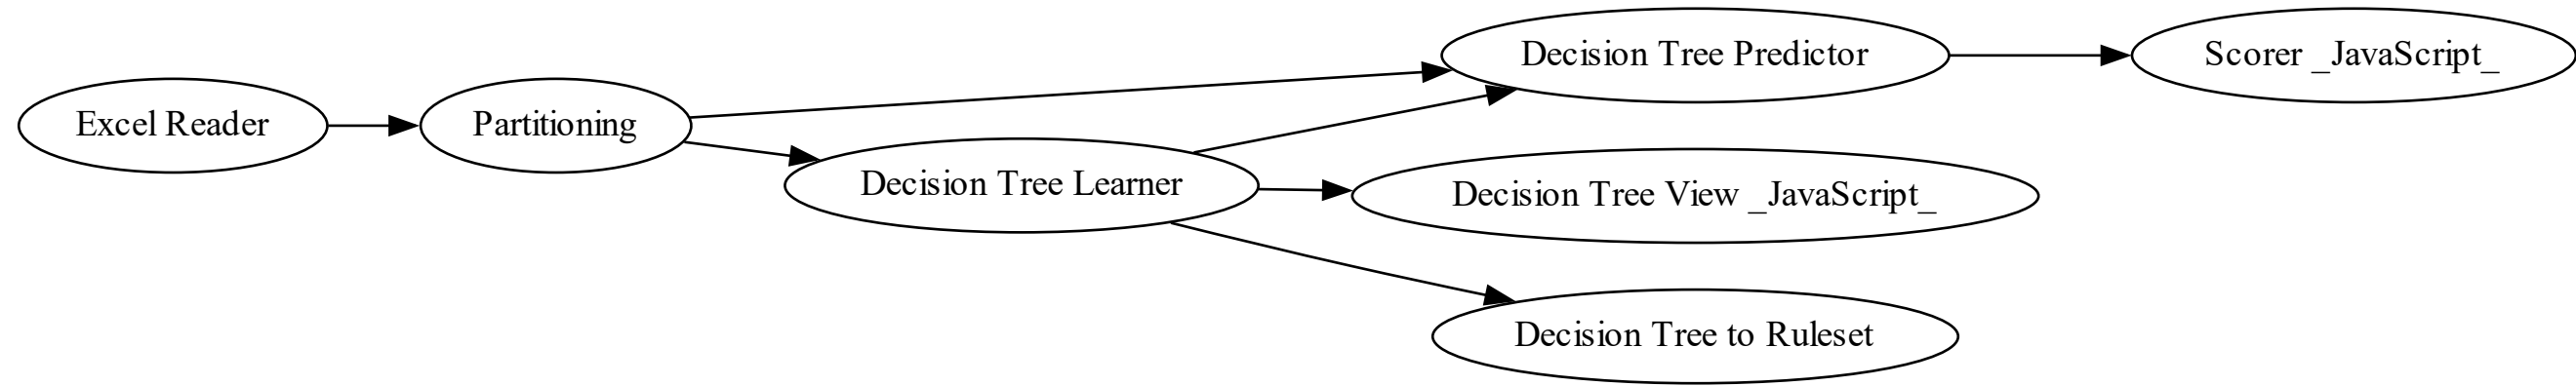 Excel Reader
Partitioning
Decision Tree Learner
Decision Tree Predictor
Decision Tree View _JavaScript_
Decision Tree to Ruleset
Scorer _JavaScript_